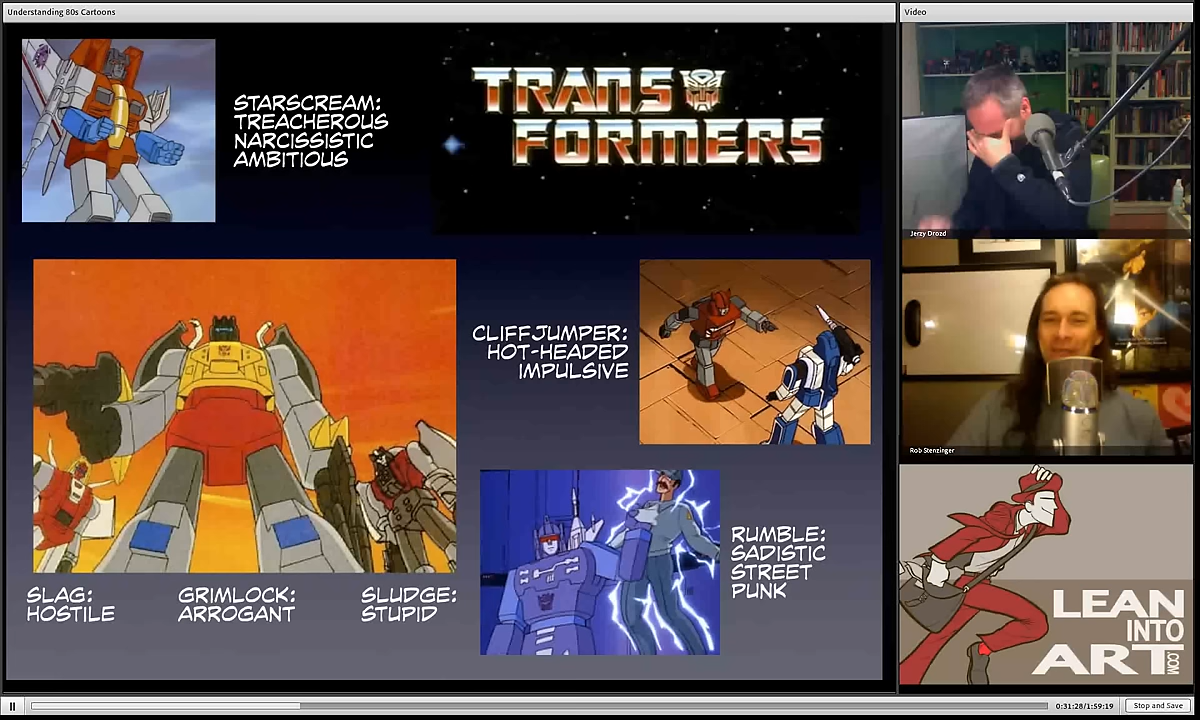 Understanding 80s Cartoons
STARSCREAM:
TREACHEROUS
NARCISSISTIC
AMBITIOUS
TRANS
FORMERS
CLIFFJUMPER:
HOT-HEADED
IMPULSIVE
RUMBLE:
SADISTIC
STREET
PUNK
SLAG:
HOSTILE
GRIMLOCK:
ARROGANT
SLUDGE:
STUPID
Video
Jerzy Drozd
Rob Stenzinger
LEAN
INTO
ART
.COM
0:31:28/1:59:19
Stop and Save